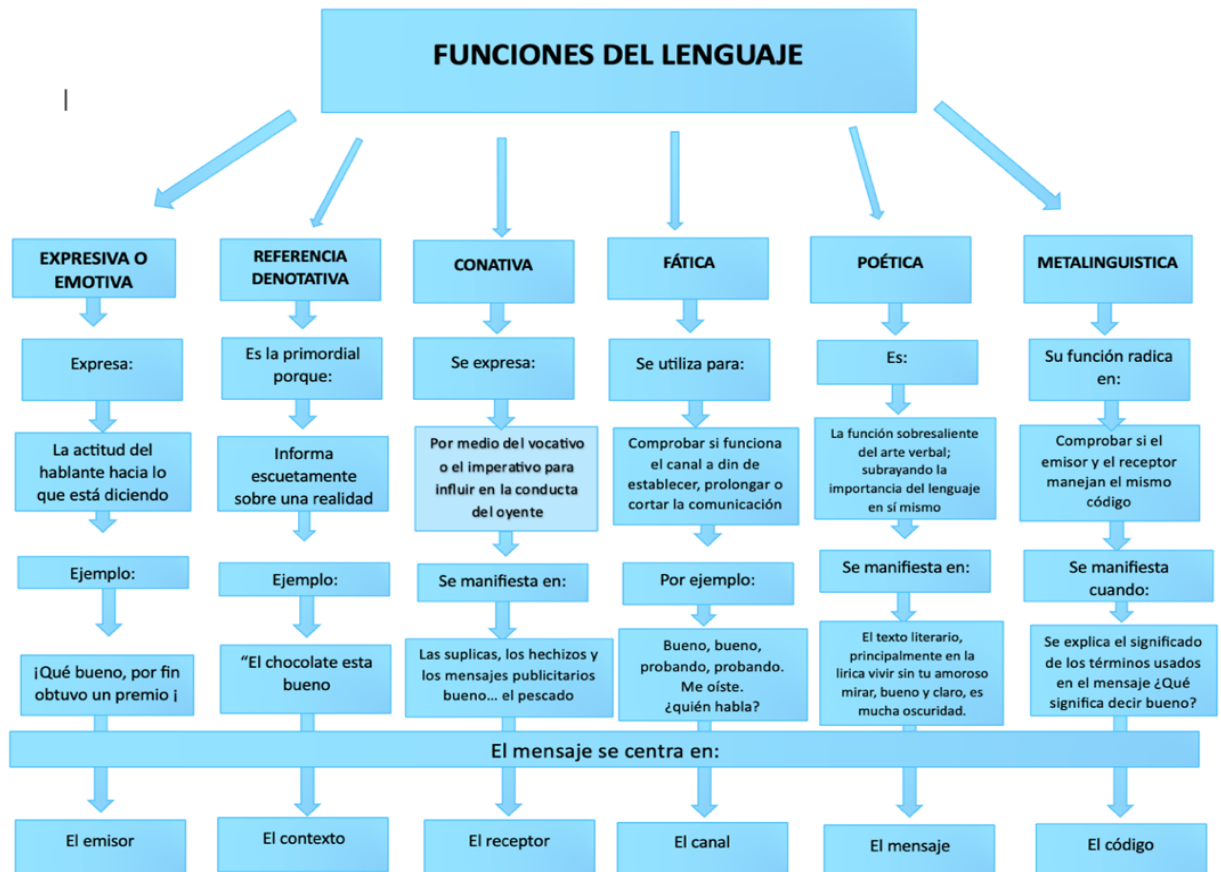 FUNCIONES DEL LENGUAJE
EXPRESIVA O
EMOTIVA
Expresa:
La actitud del
hablante hacia lo
que está diciendo
Ejemplo:
¡Qué bueno, por fin
obtuvo un premio ¡
REFERENCIA
DENOTATIVA
Es la primordial
porque:
Informa
escuetamente
sobre una realidad
Ejemplo:
“El chocolate esta
bueno
CONATIVA
Se expresa:
Por medio del vocativo
o el imperativo para
influir en la conducta
del oyente
Se manifiesta en:
Las suplicas, los hechizos y
los mensajes publicitarios
bueno... el pescado
FÁTICA
Se utiliza para:
Comprobar si funciona
el canal a din de
establecer, prolongar o
cortar la comunicación
Por ejemplo:
Bueno, bueno,
probando, probando.
Me oíste.
¿quién habla?
POÉTICA
Es:
La función sobresaliente
del arte verbal;
subrayando la
importancia del lenguaje
en sí mismo
Se manifiesta en:
El texto literario,
principalmente en la
lirica vivir sin tu amoroso
mirar, bueno y claro, es
mucha oscuridad.
METALINGUISTICA
Su función radica
en:
Comprobar si el
emisor y el receptor
manejan el mismo
código
Se manifiesta
cuando:
Se explica el significado
de los términos usados
en el mensaje ¿Qué
significa decir bueno?
El mensaje se centra en:
El emisor
El contexto
El receptor
El canal
El mensaje
El código